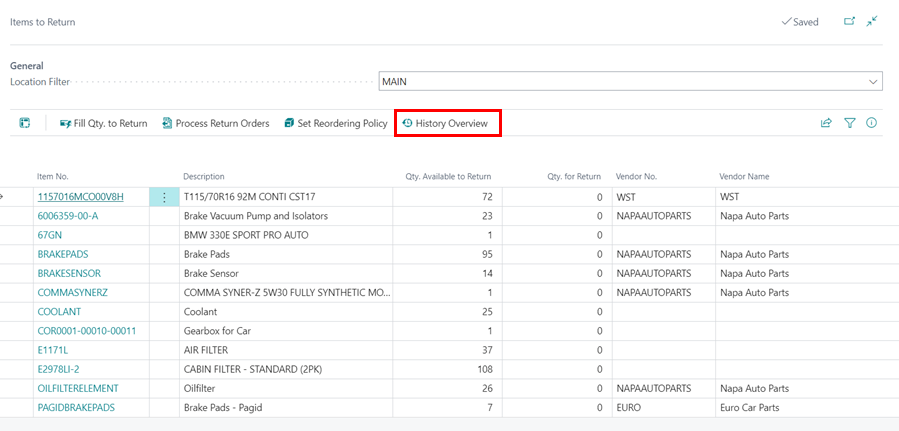 Items to Return Saved
General
Location Filter MAIN
Fill Qty. to Return Process Return Orders Set Reordering Policy History Overview
Item No. Description Qty. Available to Return Qty. for Return Vendor No. Vendor Name
1157016MCO00V8H T115/70R16 92M CONTI CST17 72 0 WST WST
6006359-00-A Brake Vacuum Pump and Isolators 23 0 NAPAAUTOPARTS Napa Auto Parts
67GN BMW 330E SPORT PRO AUTO 1 0
BRAKEPADS Brake Pads 95 0 NAPAAUTOPARTS Napa Auto Parts
BRAKESENSOR Brake Sensor 14 0 NAPAAUTOPARTS Napa Auto Parts
COMMASYNERZ COMMA SYNER-Z 5W30 FULLY SYNTHETIC MO... 1 0 NAPAAUTOPARTS Napa Auto Parts
COOLANT Coolant 25 0
COR0001-00010-00011 Gearbox for Car 1 0
E1171L AIR FILTER 37 0
E2978LI-2 CABIN FILTER - STANDARD (2PK) 108 0
OILFILTERELEMENT Oilfilter 26 0 NAPAAUTOPARTS Napa Auto Parts
PAGIDBRAKEPADS Brake Pads - Pagid 7 0 EURO Euro Car Parts